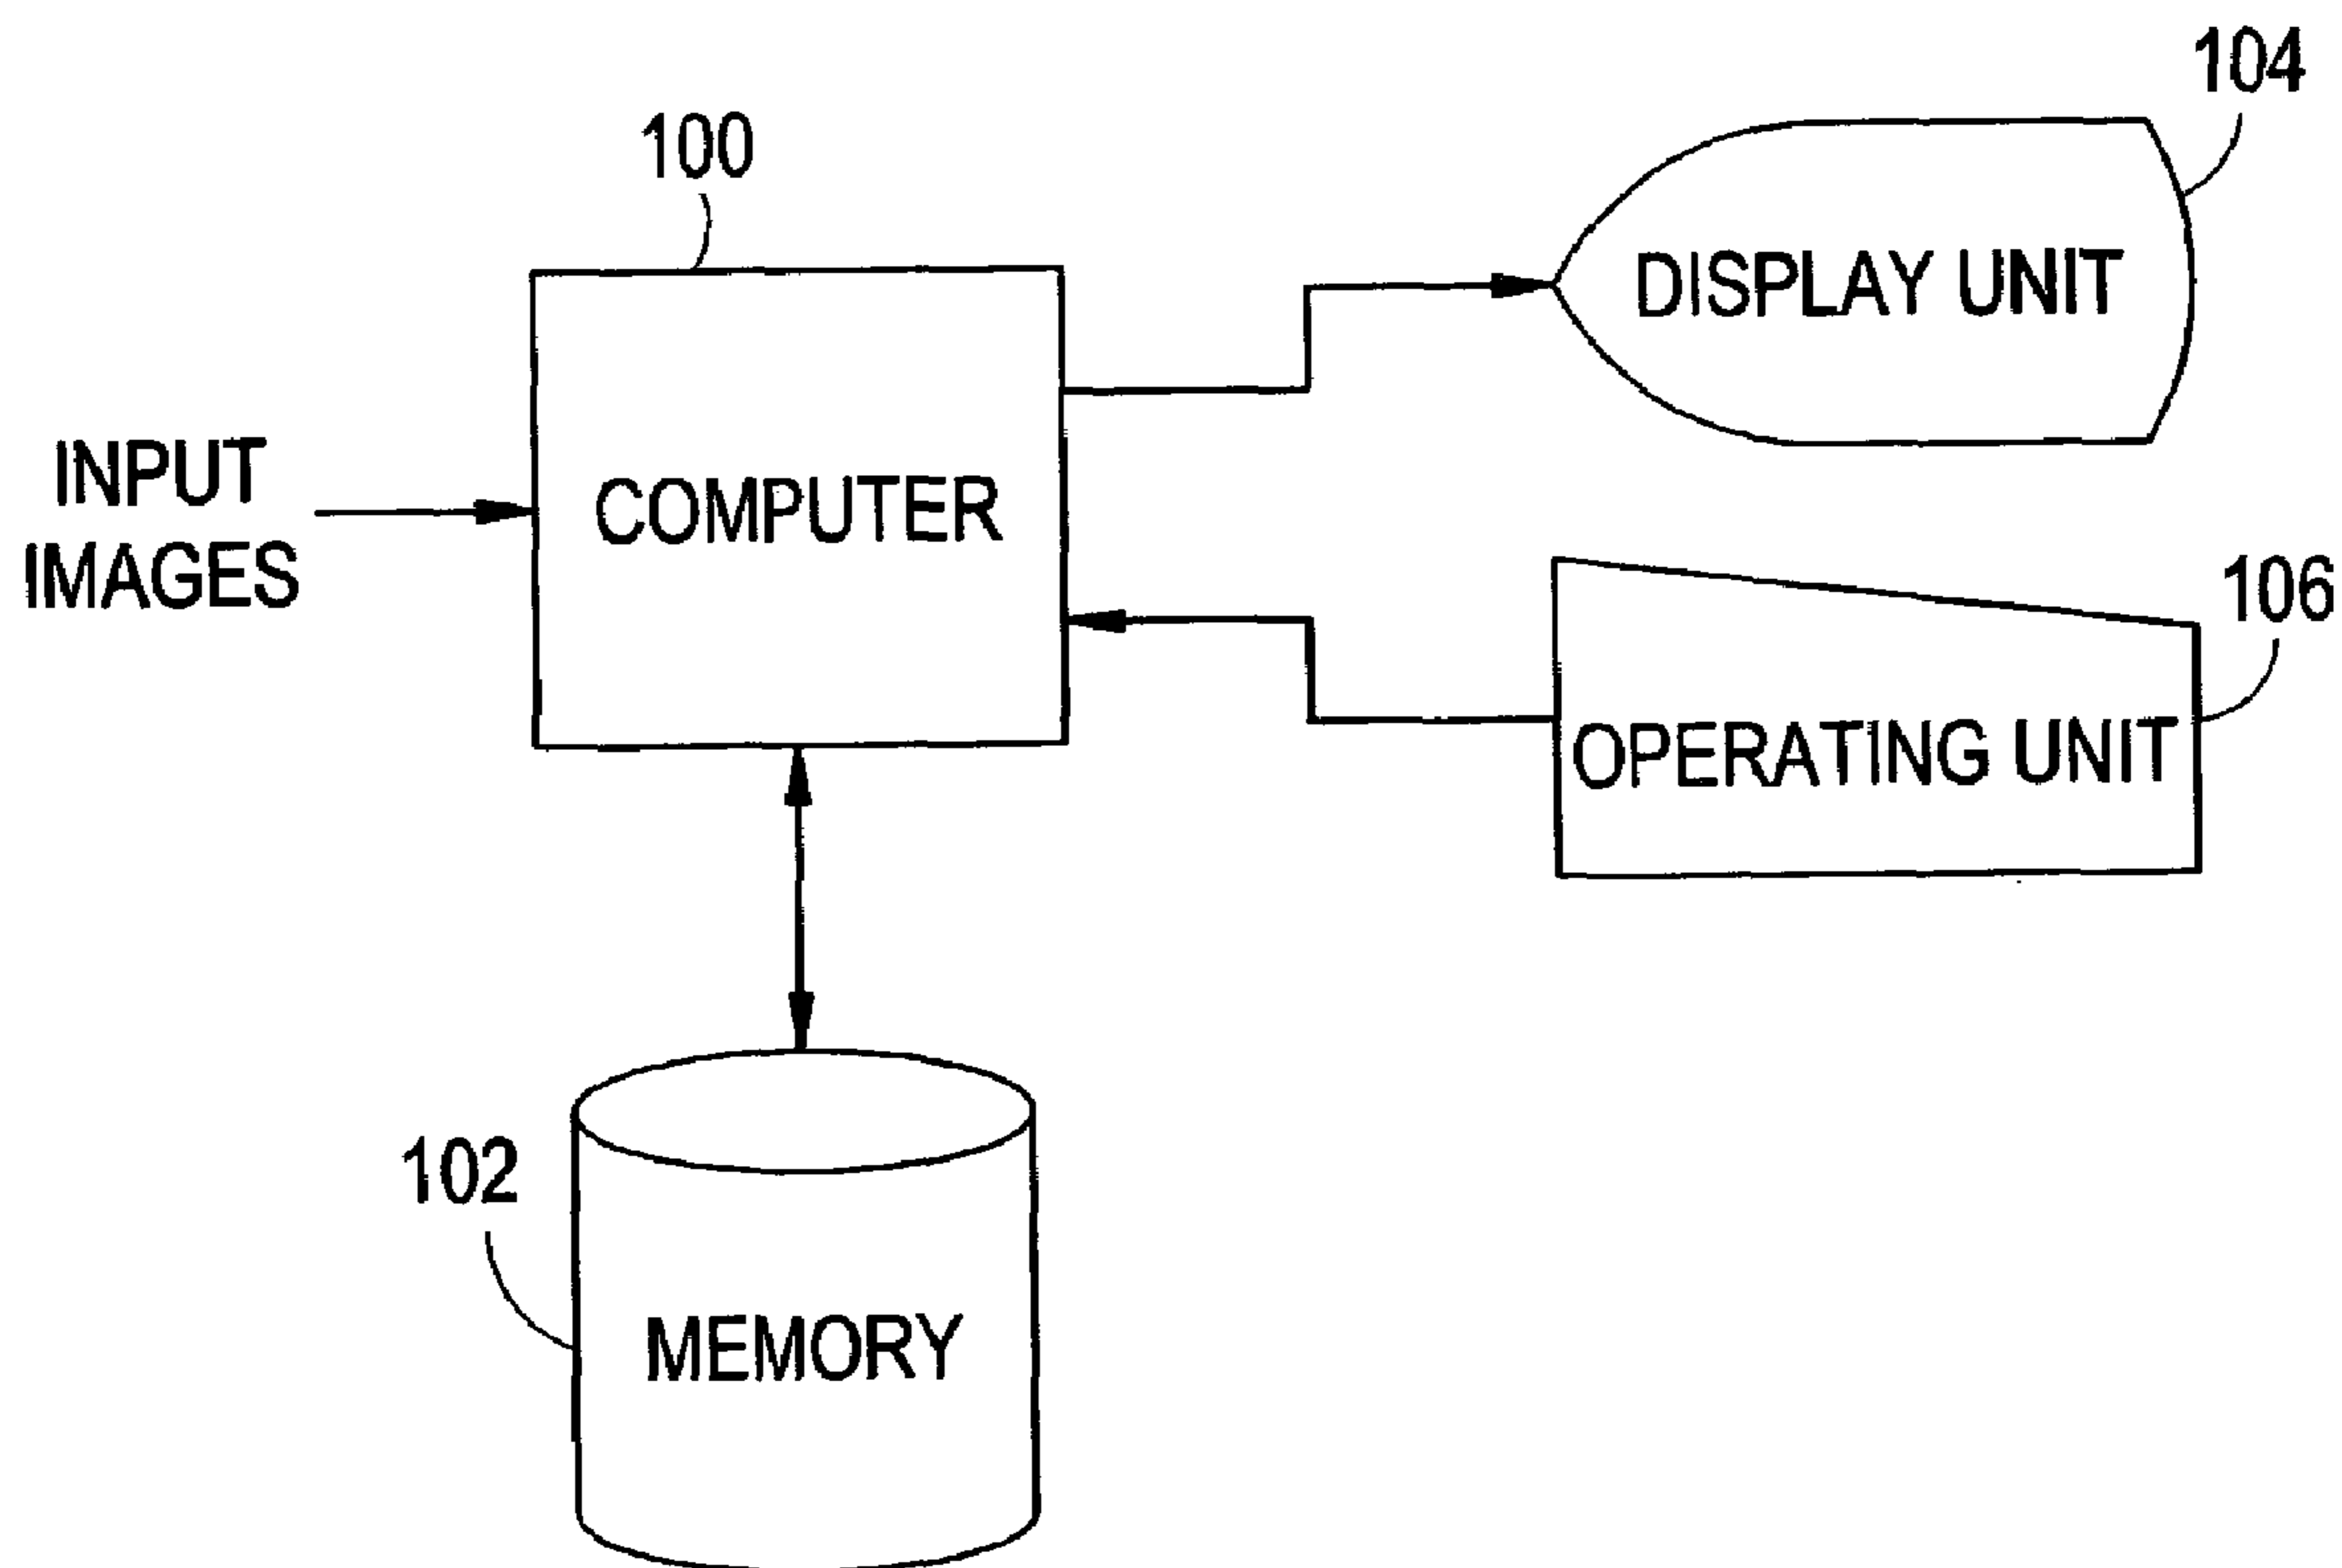 104
100
DISPLAY UNIT
INPUT
IMAGES
COMPUTER
106
OPERATING UNIT
102
MEMORY